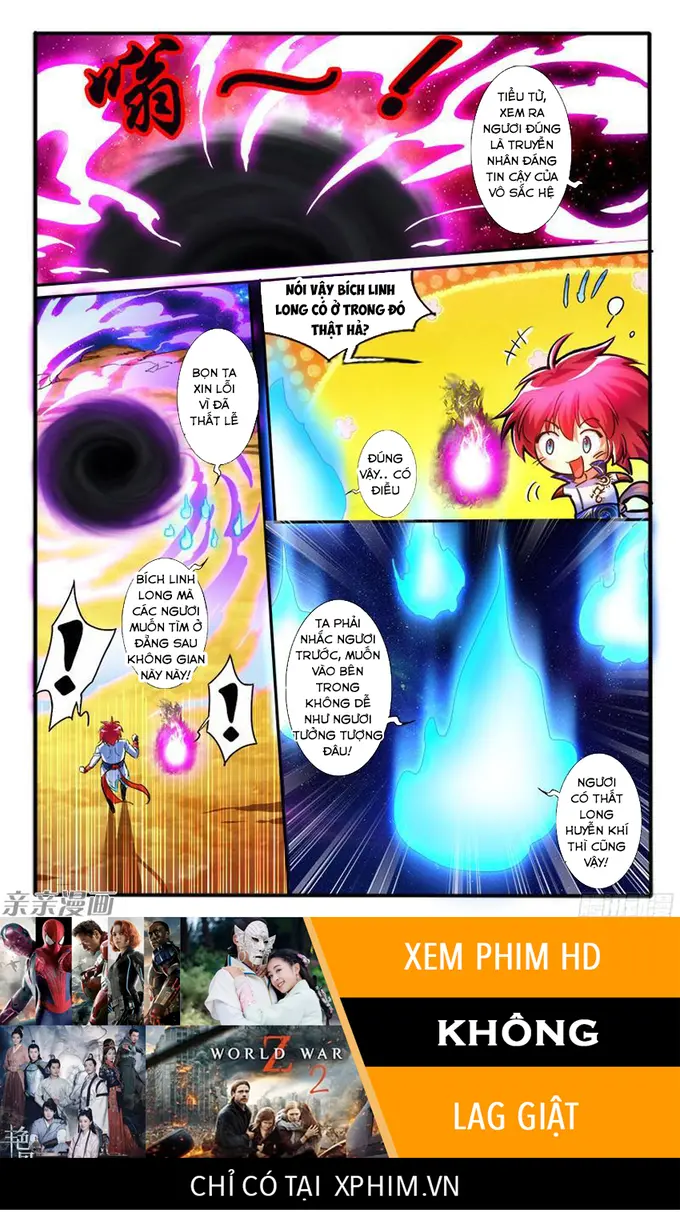 嗡～！
TIỂU TỬ,
XEM RA
NGƯƠI ĐÚNG
LÀ TRUYỀN
NHÂN ĐÁNG
TIN CẬY CỦA
VÔ SẮC HỆ
NÓI VẬY BÍCH LINH
LONG CÓ Ở TRONG ĐÓ
THẬT HẢ?
BỌN TA
XIN LỖI
VÌ ĐÃ
THẤT LỄ
ĐÚNG
VẬY.. CÓ
ĐIỀU
BÍCH LINH
LONG MÀ
CÁC NGƯƠI
MUỐN TÌM Ở
ĐẰNG SAU
KHÔNG GIAN
NÀY NÀY!
!
!
TA PHẢI
NHẮC NGƯƠI
TRƯỚC, MUỐN
VÀO BÊN
TRONG
KHÔNG DỄ
NHƯ NGƯƠI
TƯỞNG TƯỢNG
ĐÂU!
NGƯƠI
CÓ THẤT
LONG
HUYỄN KHÍ
THÌ CŨNG
VẬY!
亲亲漫画
XEM PHIM HD
KHÔNG
LAG GIẬT
WORLD WAR
Z
2
CHỈ CÓ TẠI XPHIM.VN